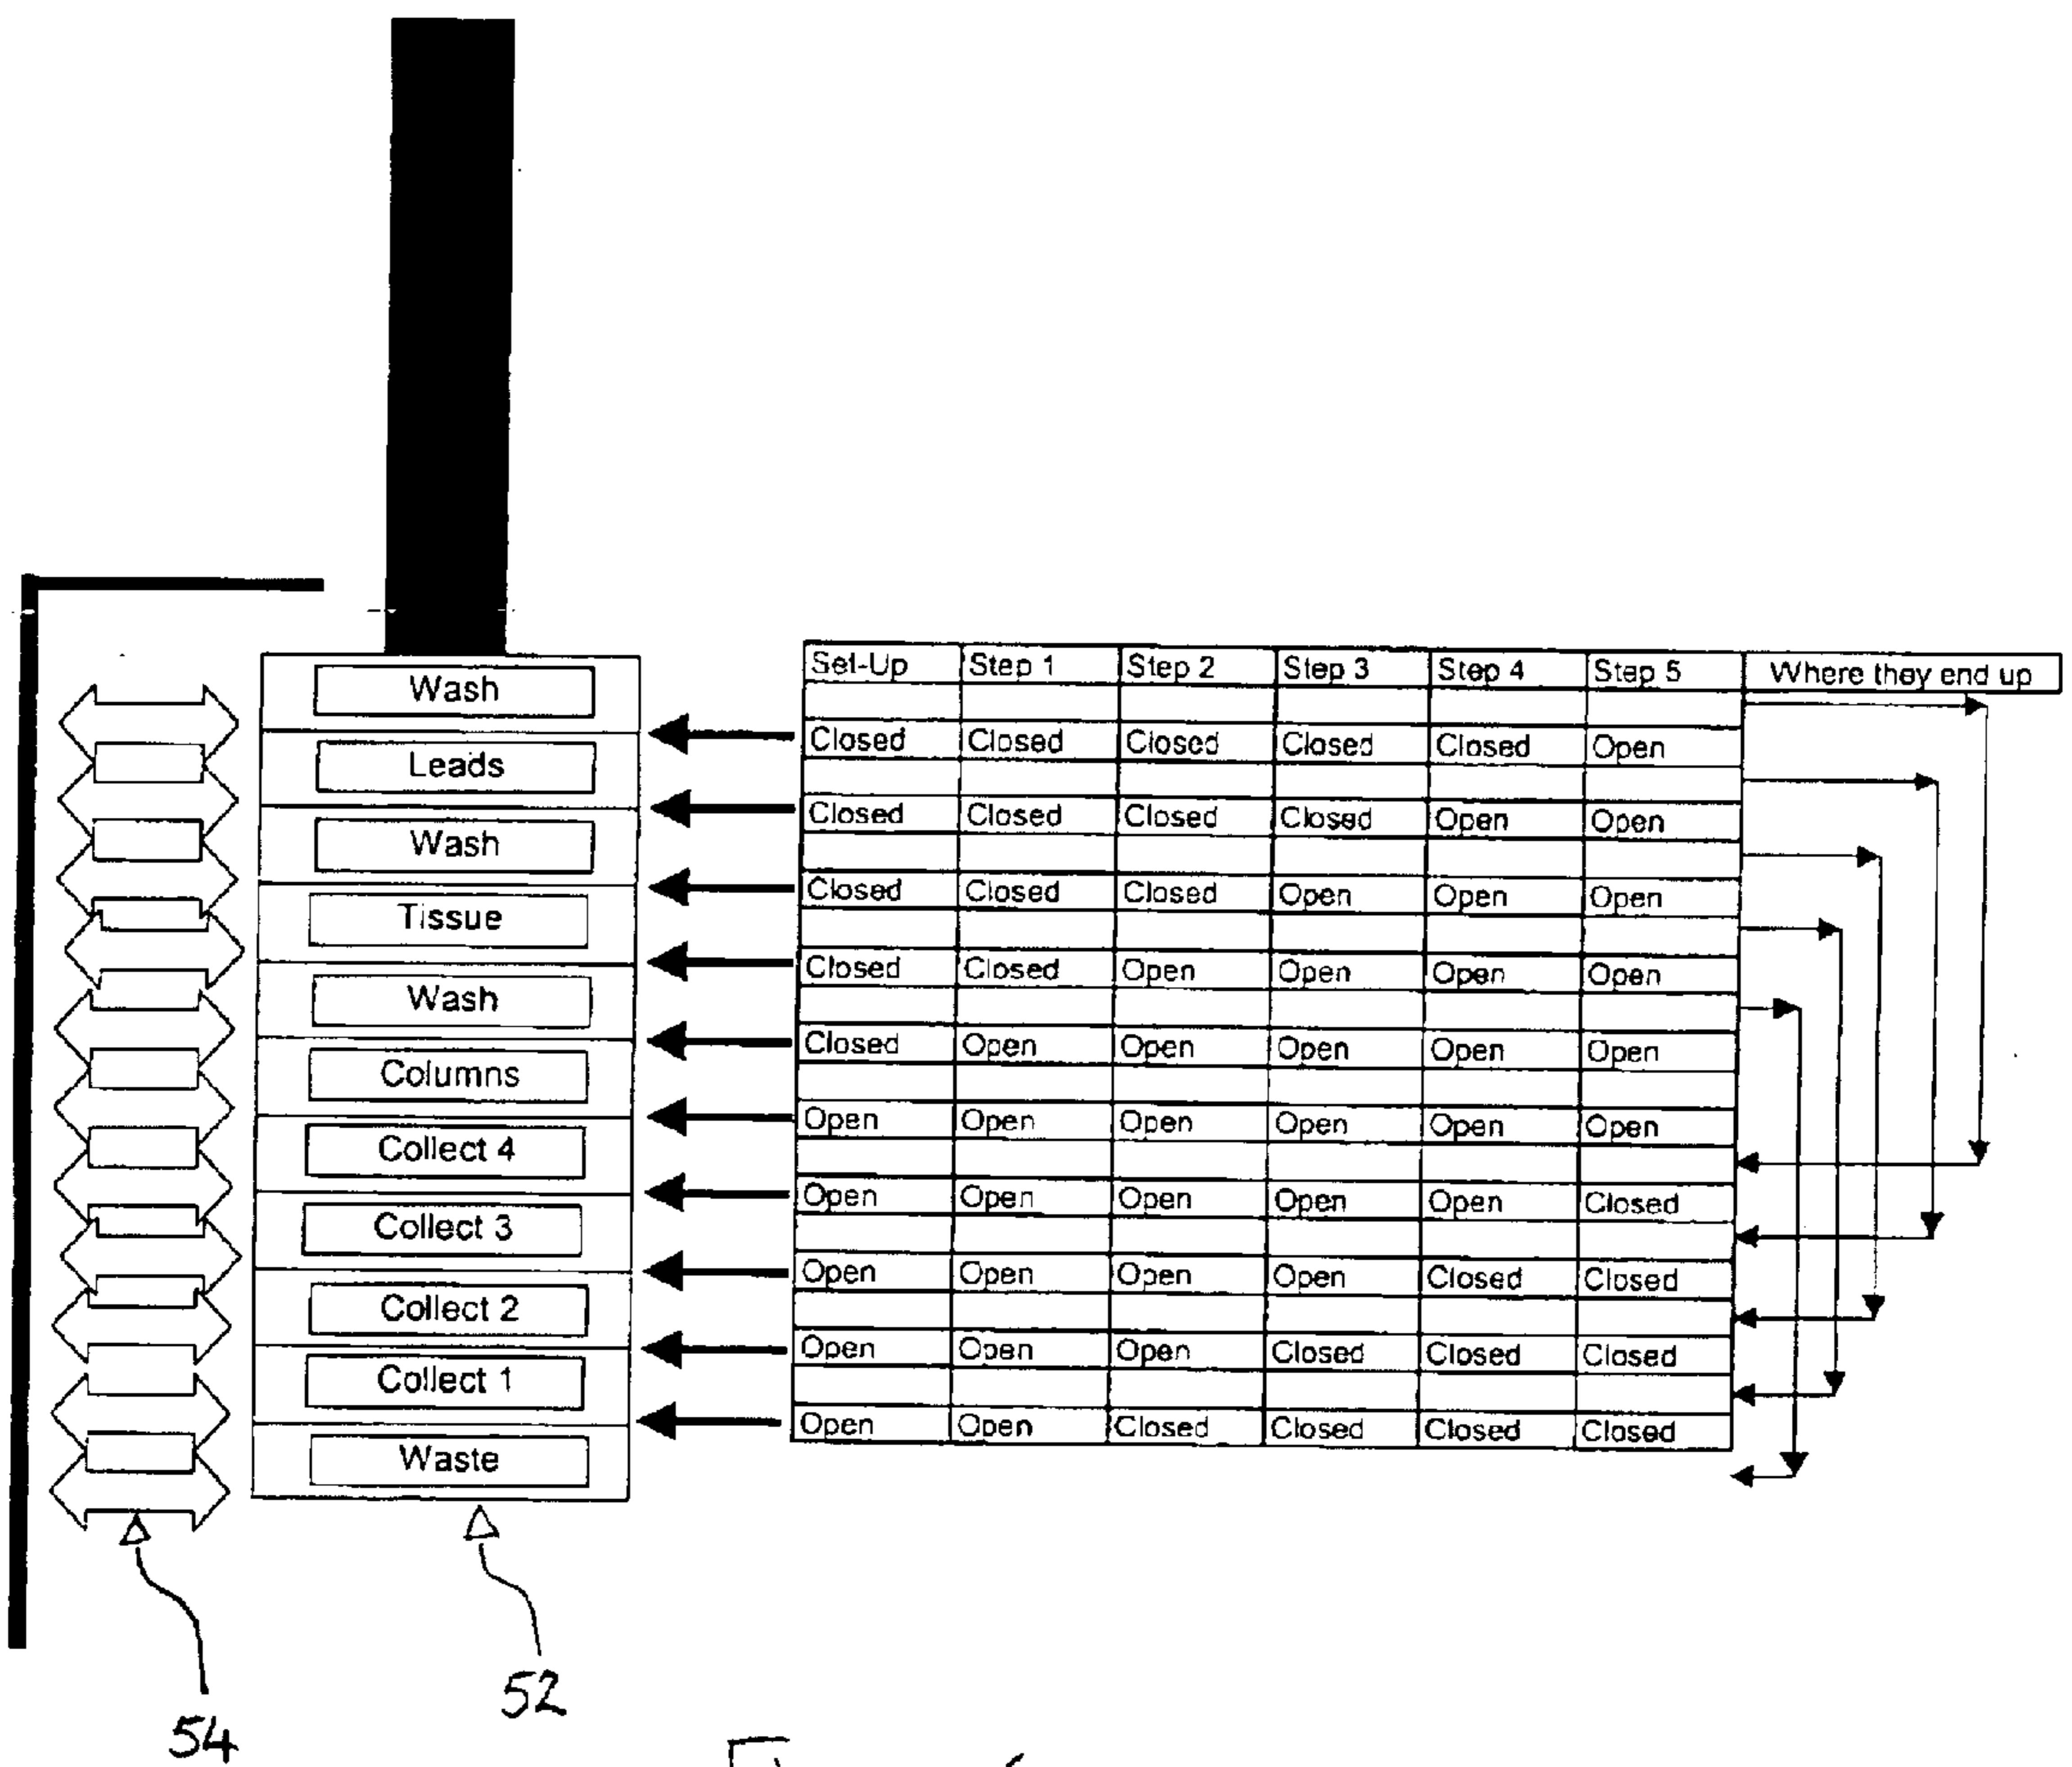 Set-Up Step 1 Step 2 Step 3 Step 4 Step 5 Where they end up
Wash
Closed Closed Closed Closed Closed Open
Leads
Closed Closed Closed Closed Open Open
Wash
Closed Closed Closed Open Open Open
Tissue
Closed Closed Open Open Open Open
Wash
Closed Open Open Open Open Open
Columns
Open Open Open Open Open Open
Collect 4
Open Open Open Open Open Closed
Collect 3
Open Open Open Open Closed Closed
Collect 2
Open Open Open Closed Closed Closed
Collect 1
Open Open Closed Closed Closed Closed
Waste
52
54